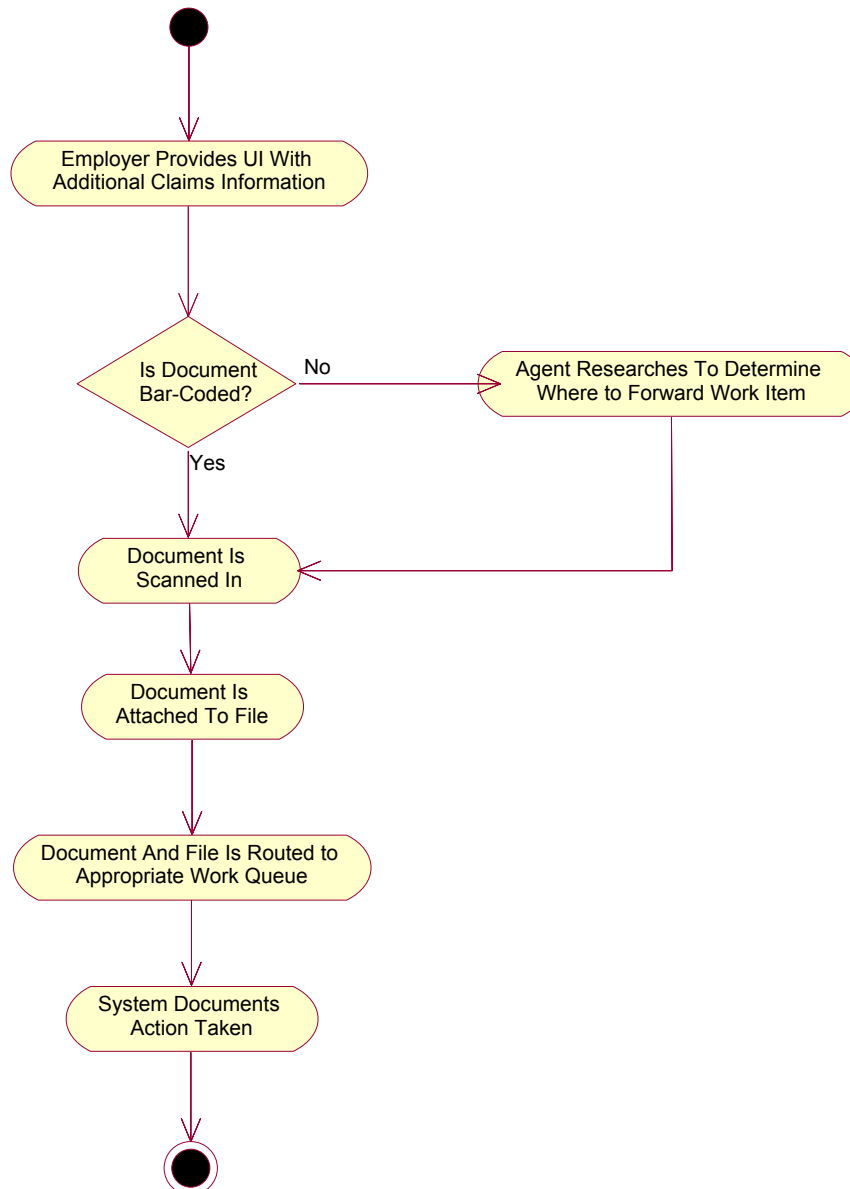 Employer Provides UI With
Additional Claims Information
Is Document
Bar-Coded?
No
Agent Researches To Determine
Where to Forward Work Item
Yes
Document Is
Scanned In
Document Is
Attached To File
Document And File Is Routed to
Appropriate Work Queue
System Documents
Action Taken